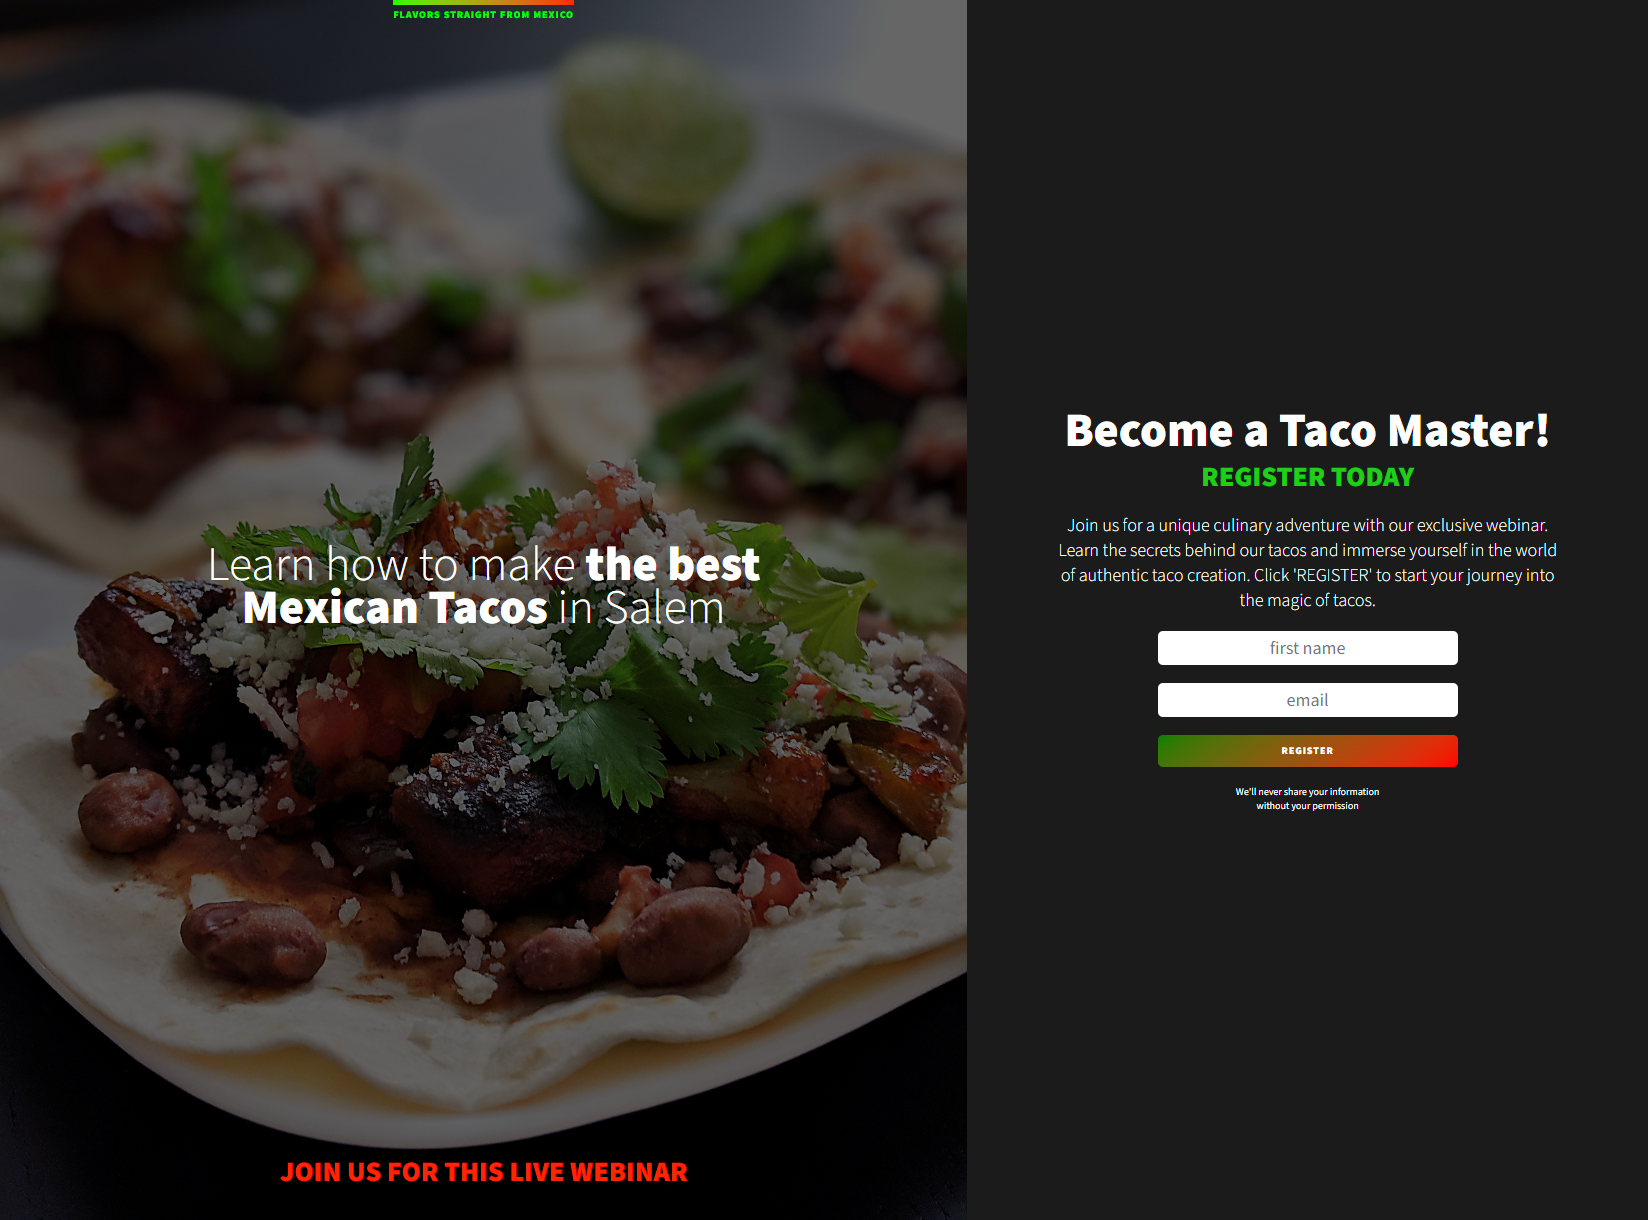 FLAVORS STRAIGHT FROM MEXICO
Learn how to make the best
Mexican Tacos in Salem
JOIN US FOR THIS LIVE WEBINAR
Become a Taco Master!
REGISTER TODAY
Join us for a unique culinary adventure with our exclusive webinar.
Learn the secrets behind our tacos and immerse yourself in the world
of authentic taco creation. Click 'REGISTER' to start your journey into
the magic of tacos.
first name
email
REGISTER
We'll never share your information
without your permission